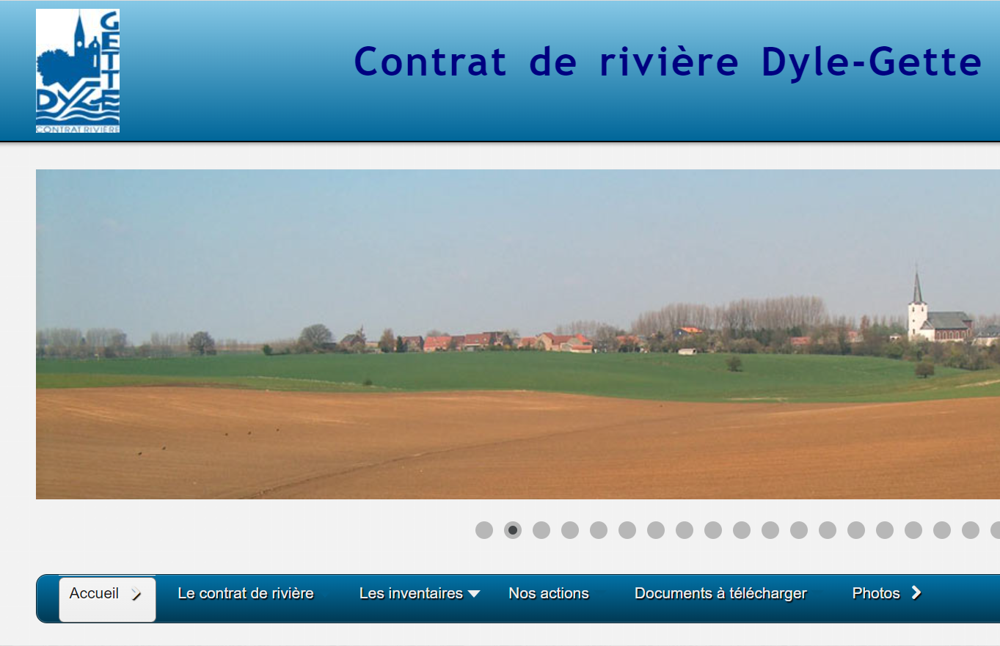 GETTE
DYLE
CONTRAT RIVIÈRE
Contrat de rivière Dyle-Gette
Accueil
Le contrat de rivière
Les inventaires
Nos actions
Documents à télécharger
Photos